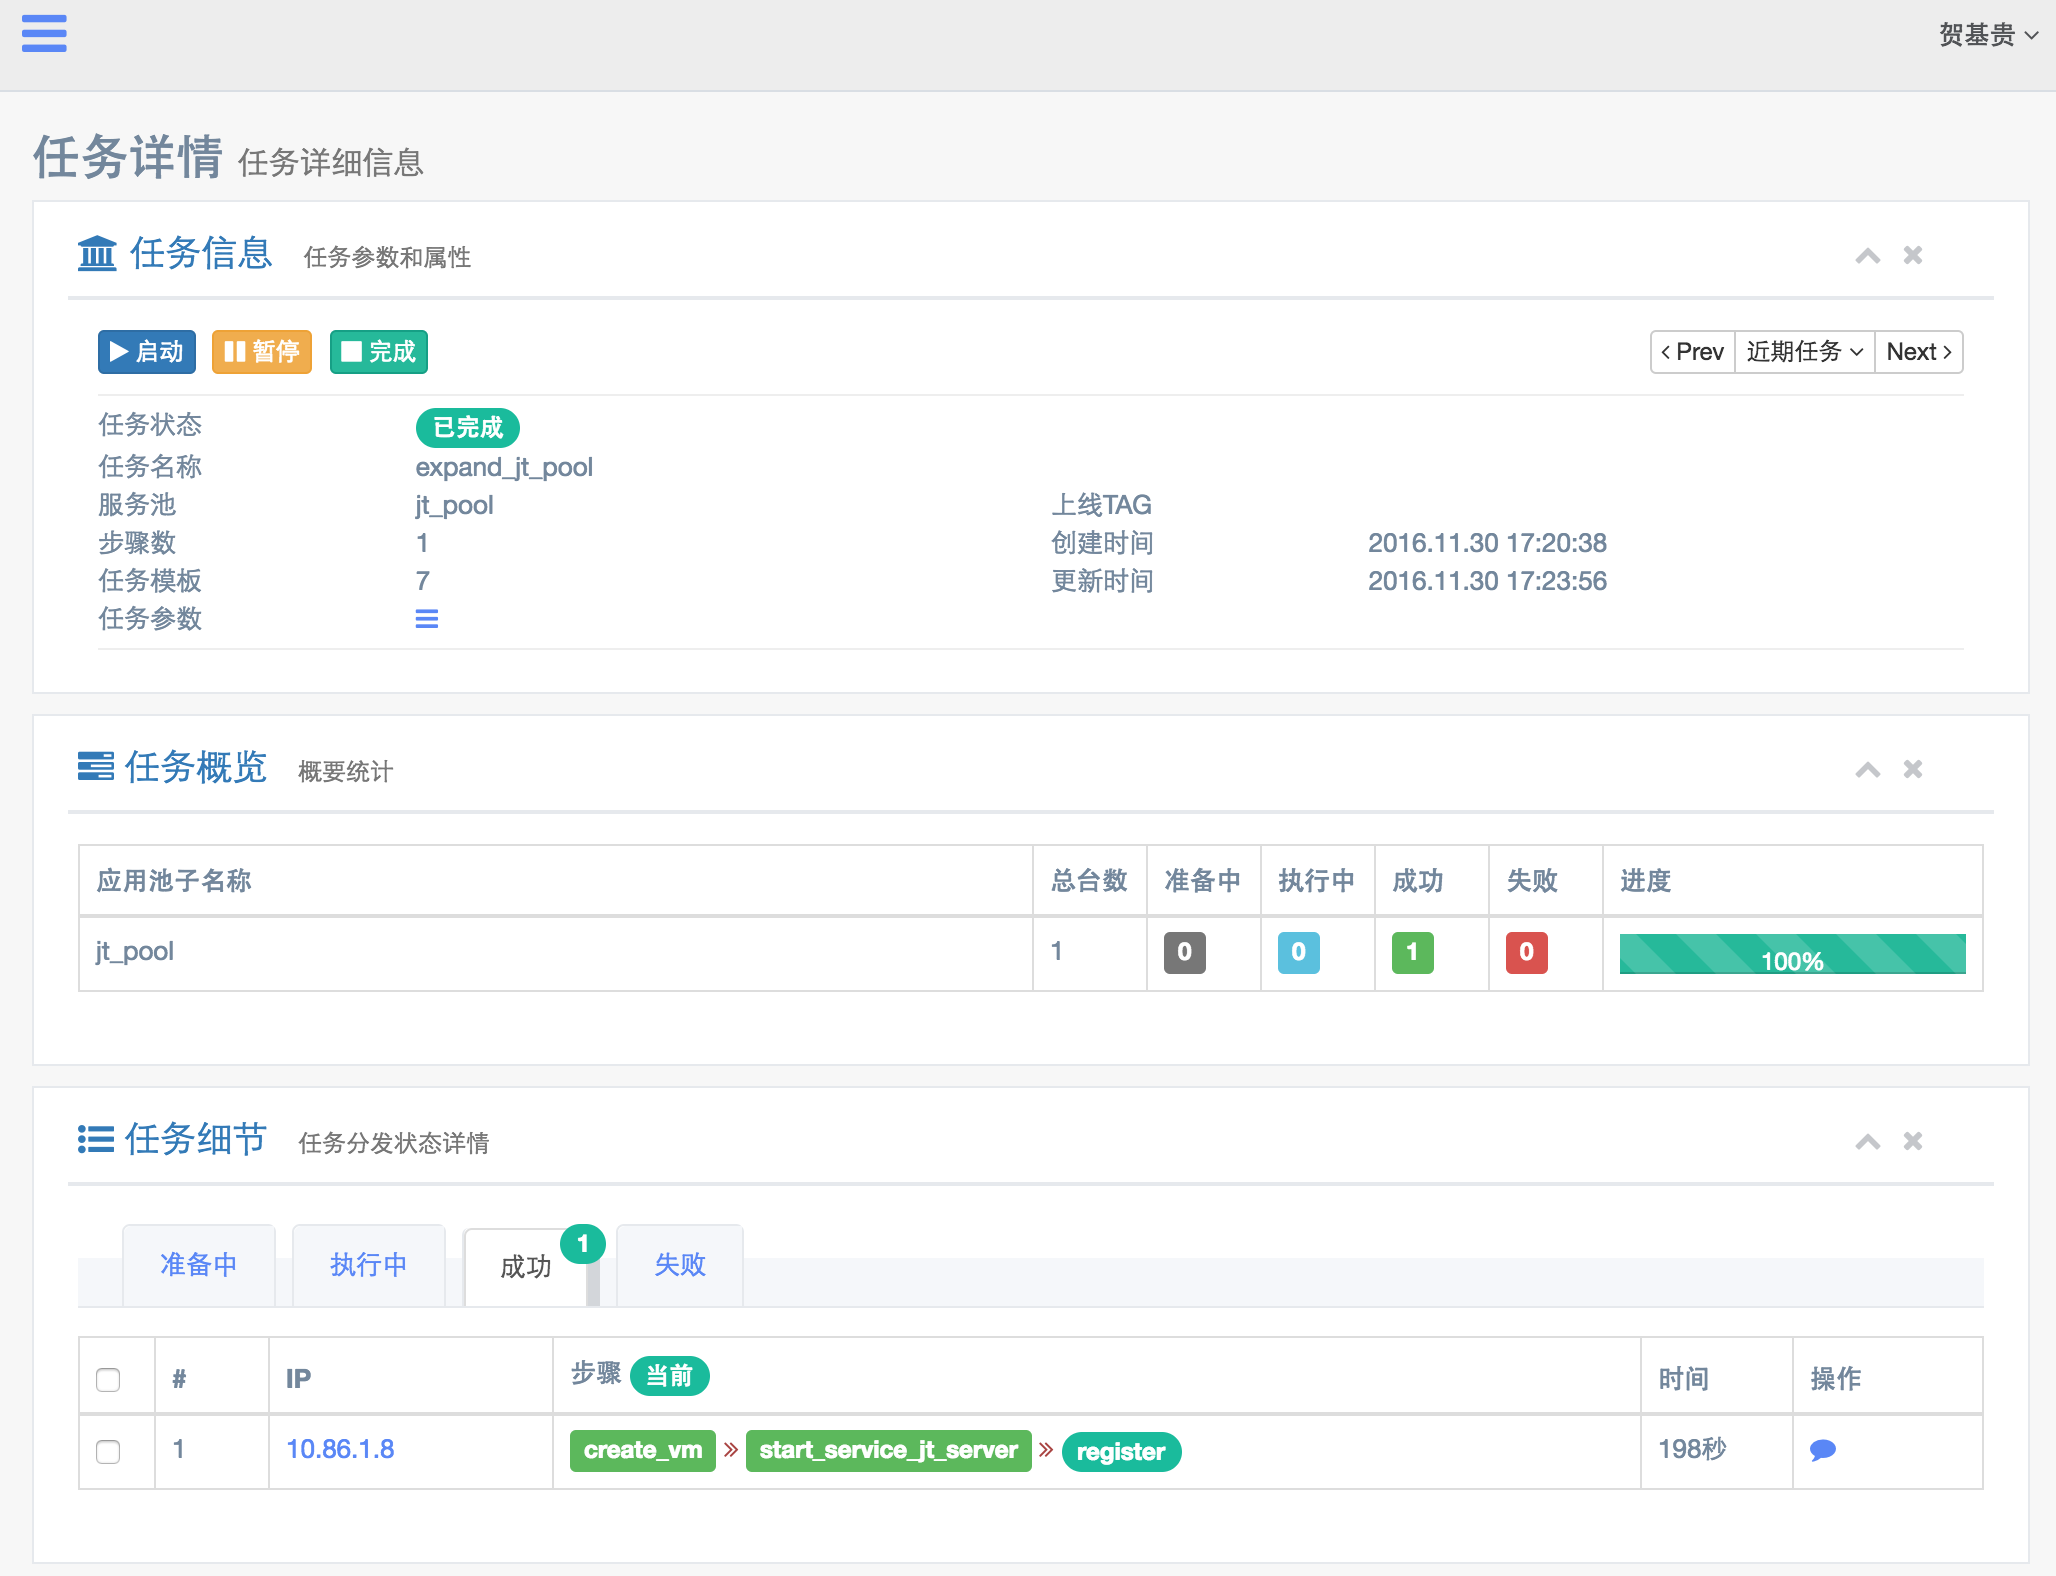 贺基贵
任务详情 任务详细信息
任务信息 任务参数和属性
启动 暂停 完成 Prev 近期任务 Next
任务状态 已完成
任务名称 expand_jt_pool
服务池 jt_pool 上线TAG
步骤数 1 创建时间 2016.11.30 17:20:38
任务模板 7 更新时间 2016.11.30 17:23:56
任务参数
任务概览 概要统计
应用池子名称 总台数 准备中 执行中 成功 失败 进度
jt_pool 1 0 0 1 0 100%
任务细节 任务分发状态详情
准备中 执行中 成功 1 失败
# IP 步骤 当前 时间 操作
1 10.86.1.8 create_vm » start_service_jt_server » register 198秒